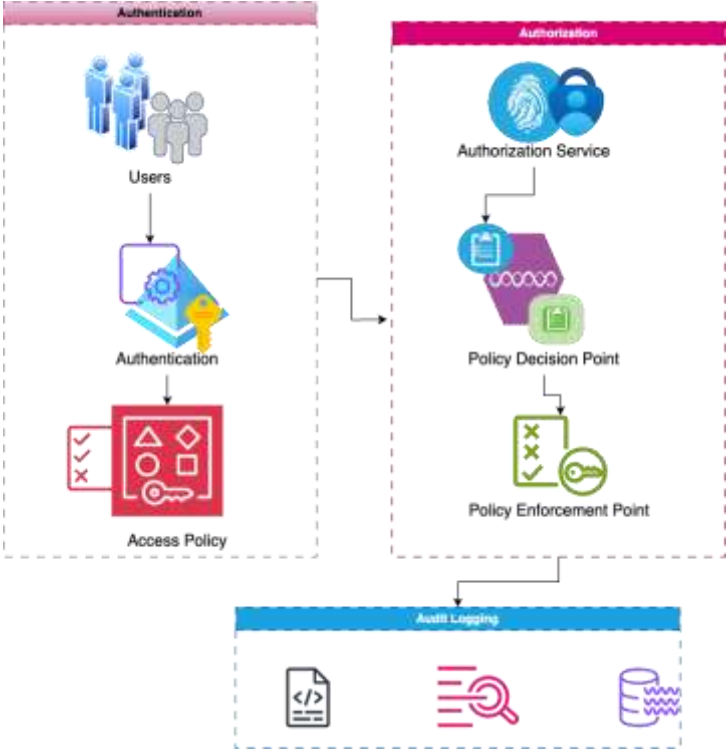 Authentication
Users
Authentication
Access Policy
Authorization
Authorization Service
Policy Decision Point
Policy Enforcement Point
Audit Logging
</>